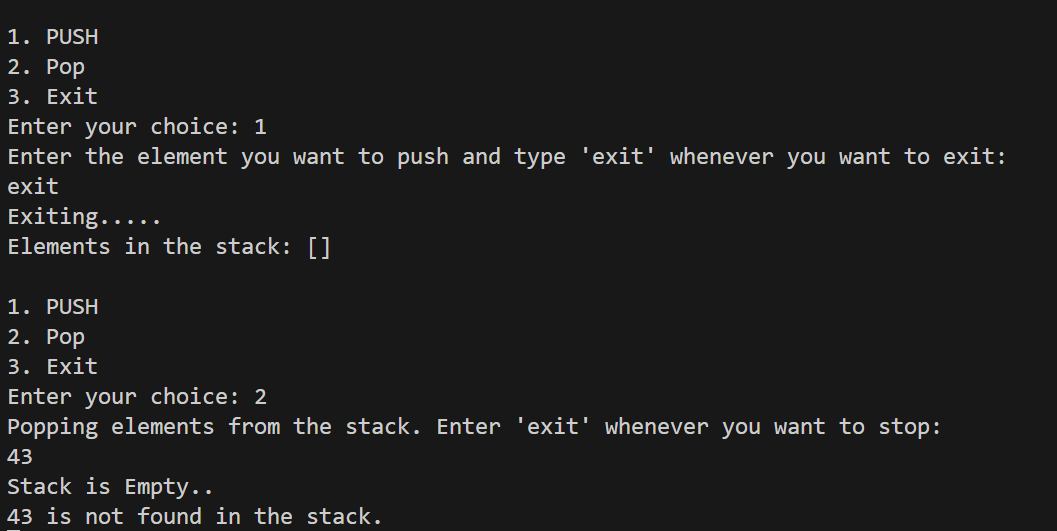 1. PUSH
2. Pop
3. Exit
Enter your choice: 1
Enter the element you want to push and type 'exit' whenever you want to exit:
exit
Exiting.....
Elements in the stack: []
1. PUSH
2. Pop
3. Exit
Enter your choice: 2
Popping elements from the stack. Enter 'exit' whenever you want to stop:
43
Stack is Empty..
43 is not found in the stack.